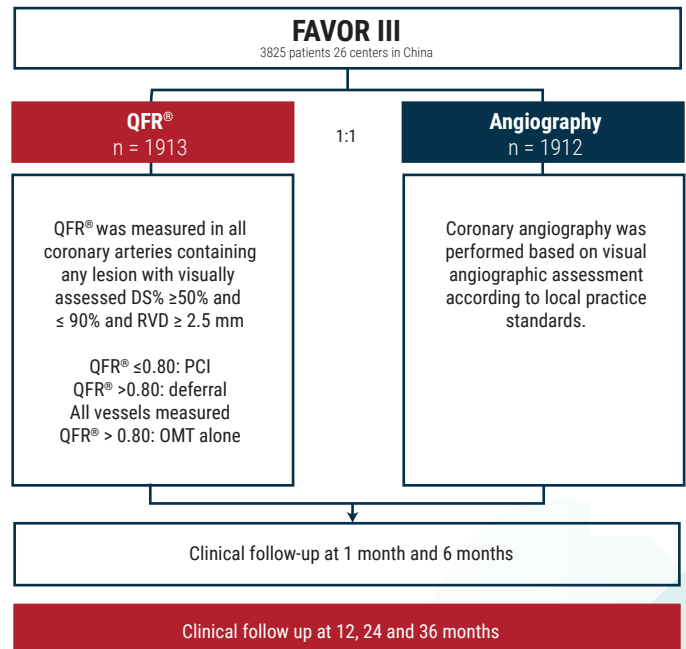 FAVOR III
3825 patients 26 centers in China
QFR®
n = 1913
1:1
Angiography
n = 1912
QFR® was measured in all
coronary arteries containing
any lesion with visually
assessed DS% ≥50% and
≤ 90% and RVD ≥ 2.5 mm
QFR® ≤0.80: PCI
QFR® >0.80: deferral
All vessels measured
QFR® > 0.80: OMT alone
Coronary angiography was
performed based on visual
angiographic assessment
according to local practice
standards.
Clinical follow-up at 1 month and 6 months
Clinical follow up at 12, 24 and 36 months